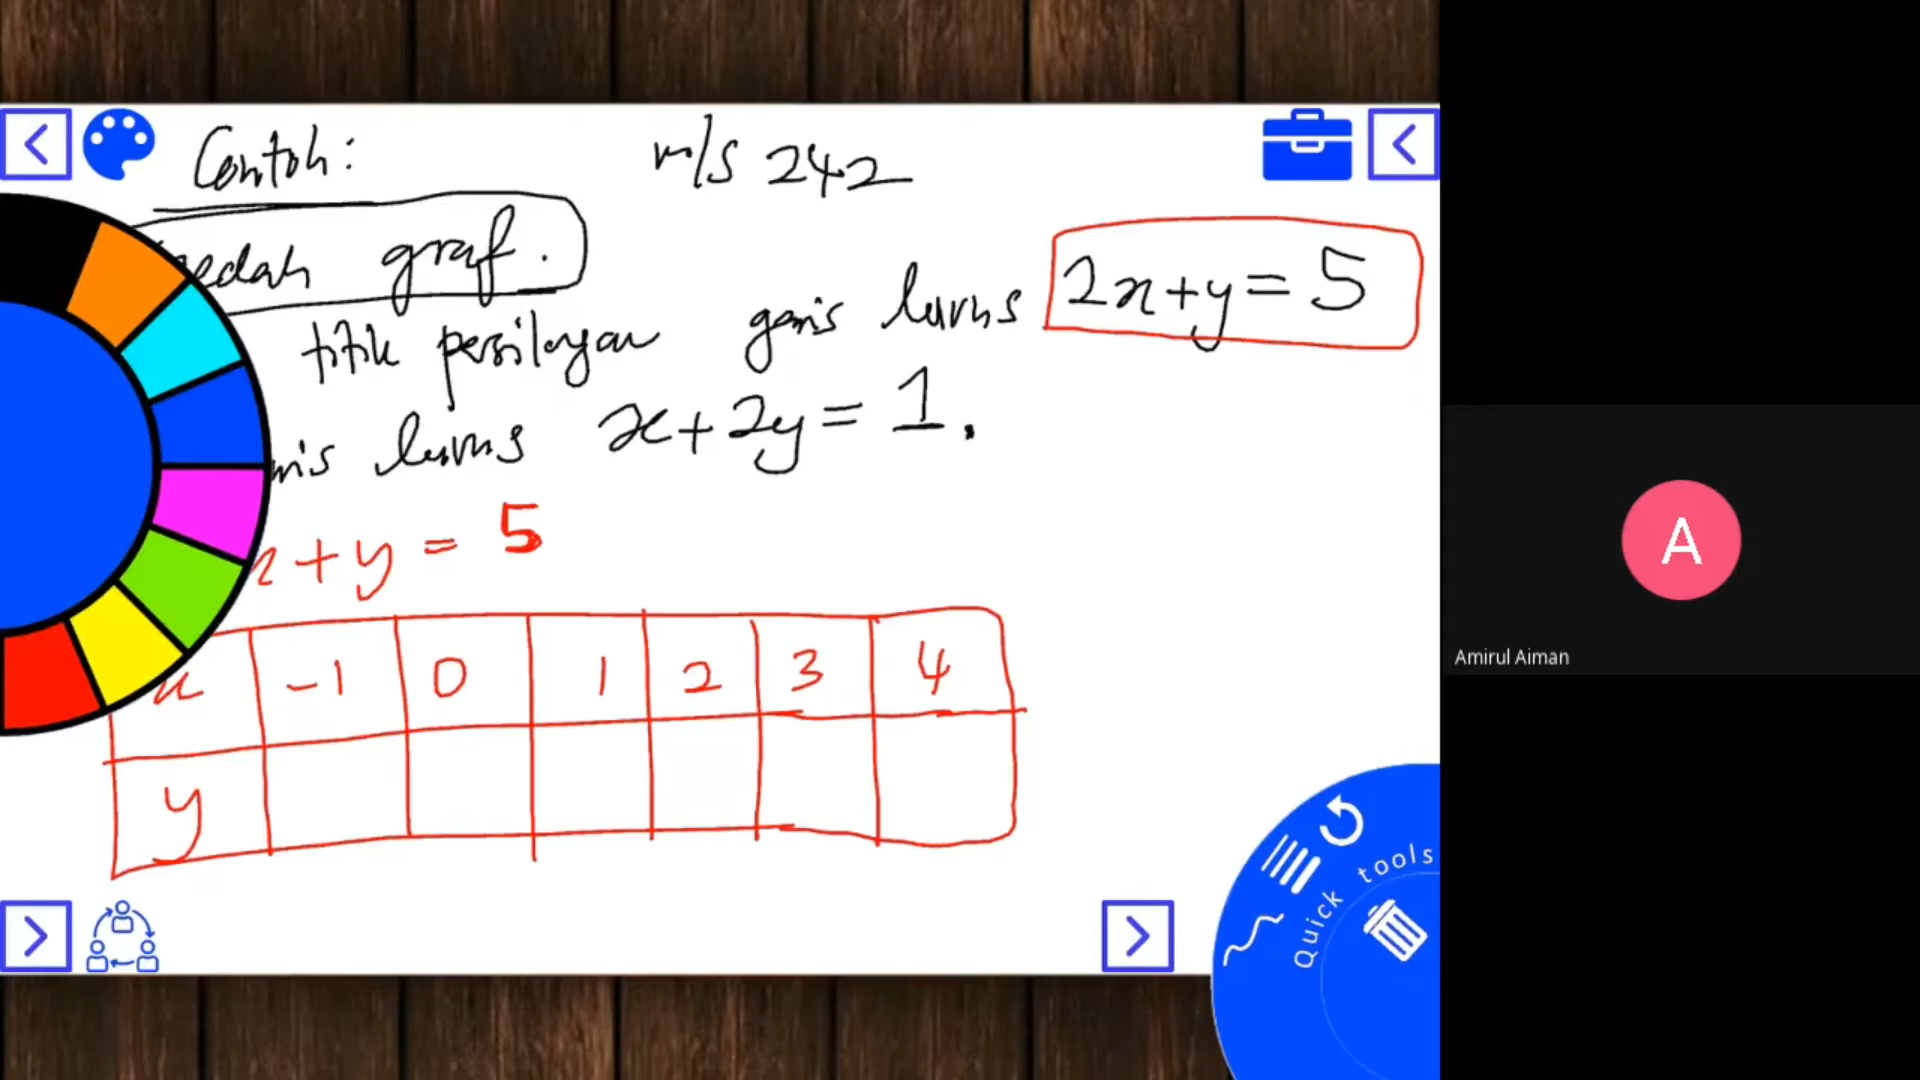 Contoh: m/s 242
edah graf.
titik persilangan garis lurus 2x+y=5
lurus x+2y=1.
+y=5
x -1 0 1 2 3 4
y
Quick tools
A
Amirul Aiman